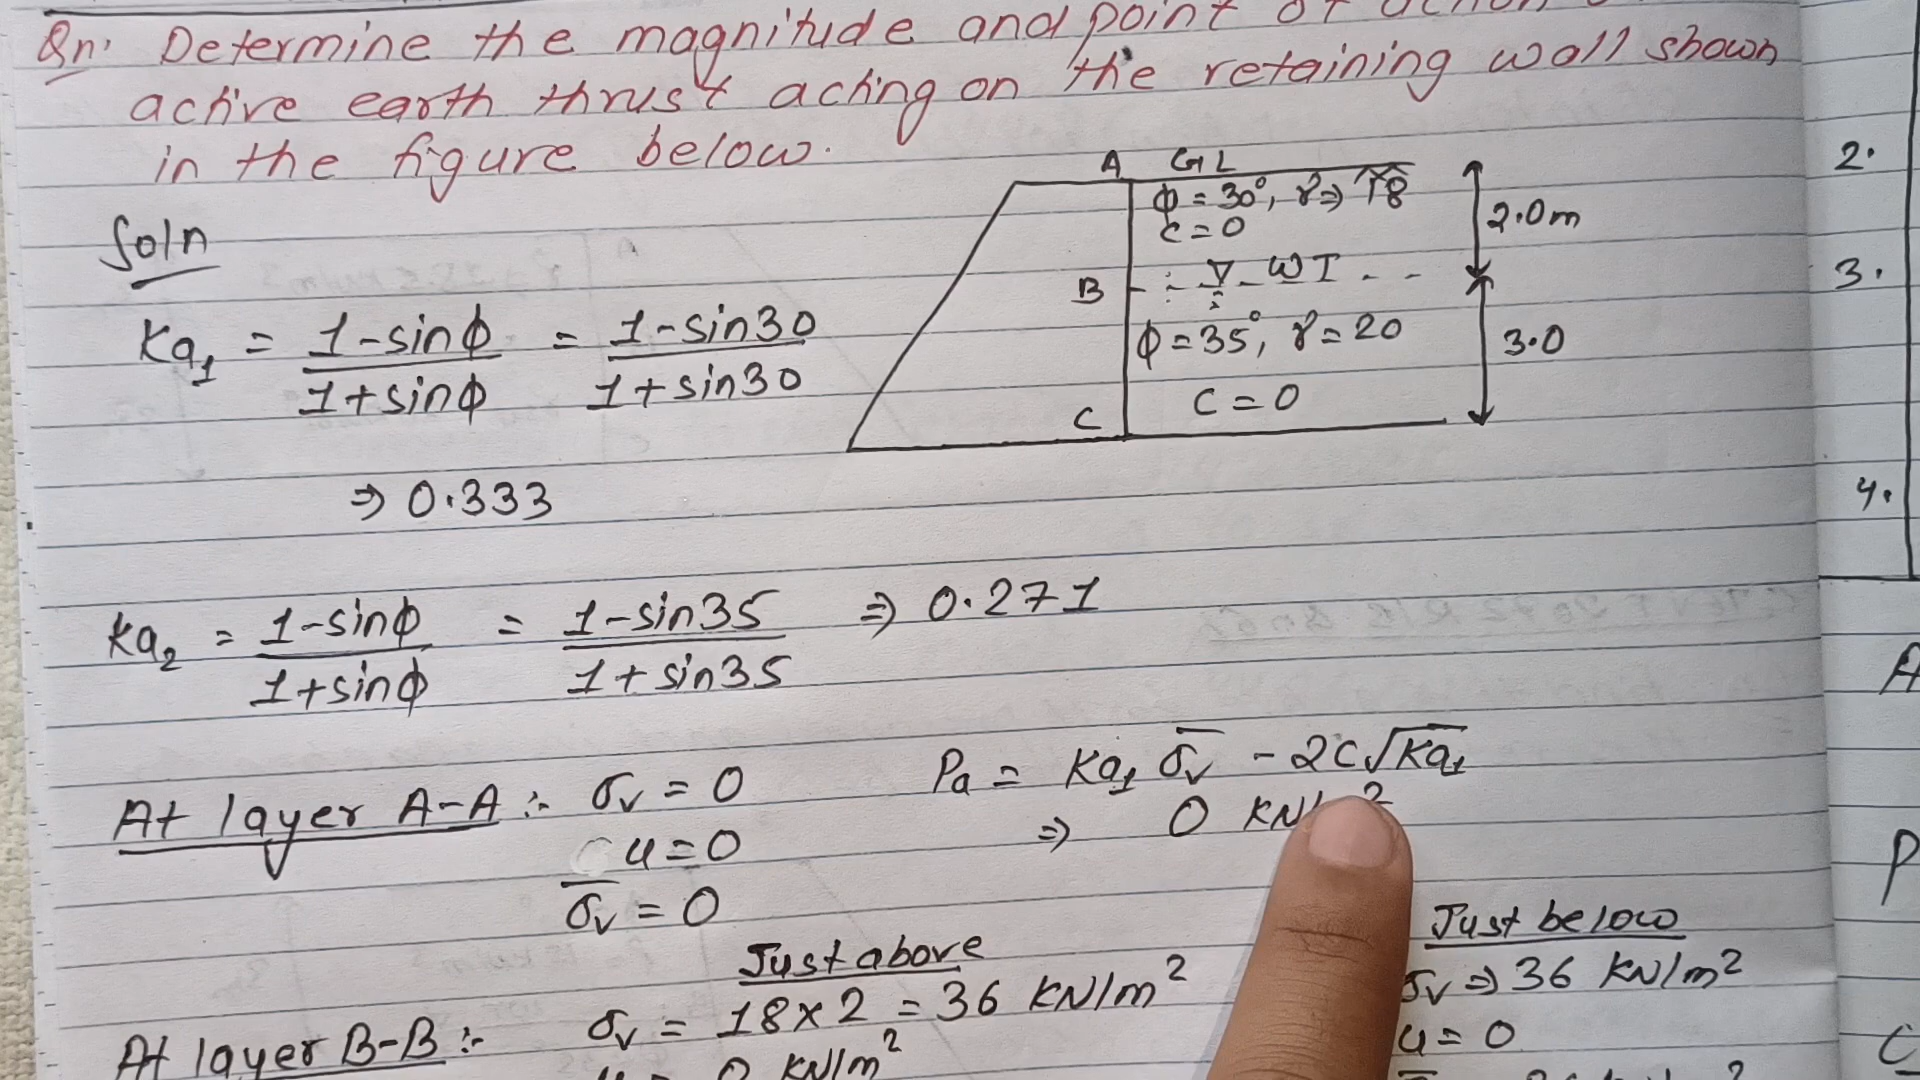 Qn: Determine the magnitude and point of action
active earth thrust acting on the retaining wall shown
in the figure below.
A GL
ϕ = 30°, γ ⇒ 18
c = 0
2.0m
B WT
ϕ = 35°, γ = 20
3.0
C c = 0
Soln
Ka₁ = 1-sinϕ / 1+sinϕ = 1-sin30 / 1+sin30
⇒ 0.333
Ka₂ = 1-sinϕ / 1+sinϕ = 1-sin35 / 1+sin35 ⇒ 0.271
At layer A-A :- σv = 0 Pa = Ka₁ σ̅v - 2C√Ka₁
u = 0 ⇒ 0
σ̅v = 0
Just above Just below
At layer B-B :- σv = 18×2 = 36 KN/m² σv ⇒ 36 KN/m²
0 KN/m² u = 0
2.
3.
4.
A
P
C